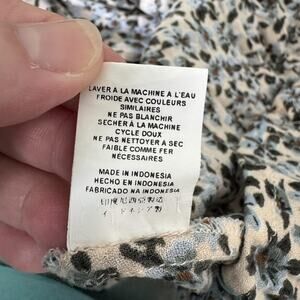 LAVER À LA MACHINE A L'EAU
FROIDE AVEC COULEURS
SIMILAIRES
NE PAS BLANCHIR
SECHER À LA MACHINE
CYCLE DOUX
NE PAS NETTOYER À SEC
FAIBLE COMME FER
NÉCESSAIRES
MADE IN INDONESIA
HECHO EN INDONESIA
FABRICADO NA INDONESIA